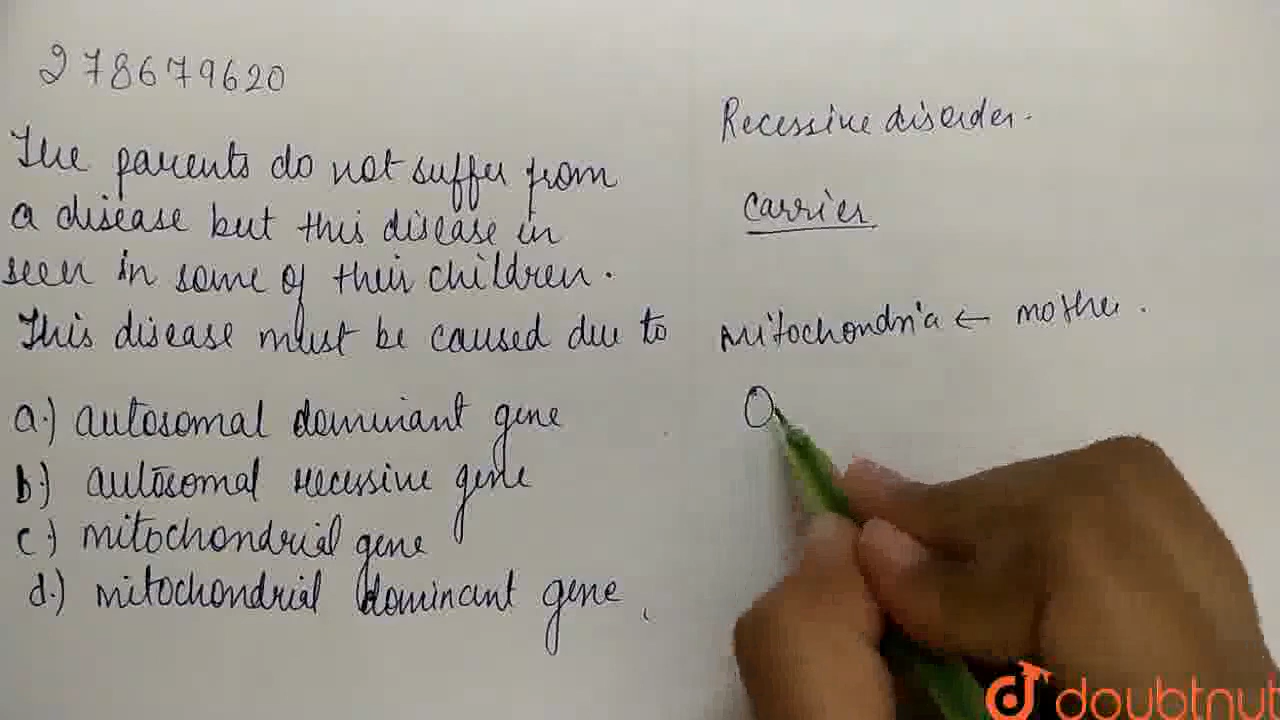 278679620
The parents do not suffer from
a disease but this disease in
seen in some of their children.
This disease must be caused due to
a.) autosomal dominant gene
b.) autosomal recessive gene
c.) mitochondrial gene
d.) mitochondrial dominant gene
Recessive disorder.
carrier
Mitochondria ← mother.
doubtnut